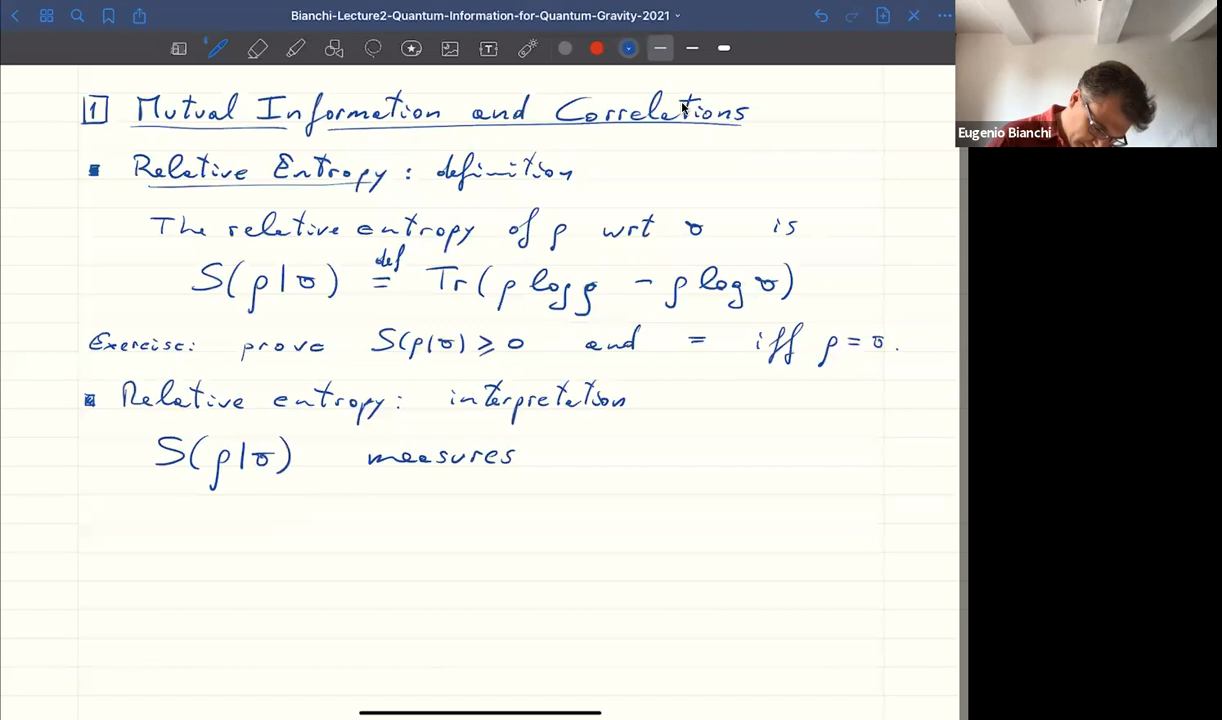 Bianchi-Lecture2-Quantum-Information-for-Quantum-Gravity-2021
Eugenio Bianchi
1 Mutual Information and Correlations
▪ Relative Entropy: definition
The relative entropy of ρ wrt σ is
S(ρ|σ) def= Tr(ρ log ρ - ρ log σ)
Exercise: prove S(ρ|σ) ⩾ 0 and = iff ρ = σ.
▪ Relative entropy: interpretation
S(ρ|σ) measures